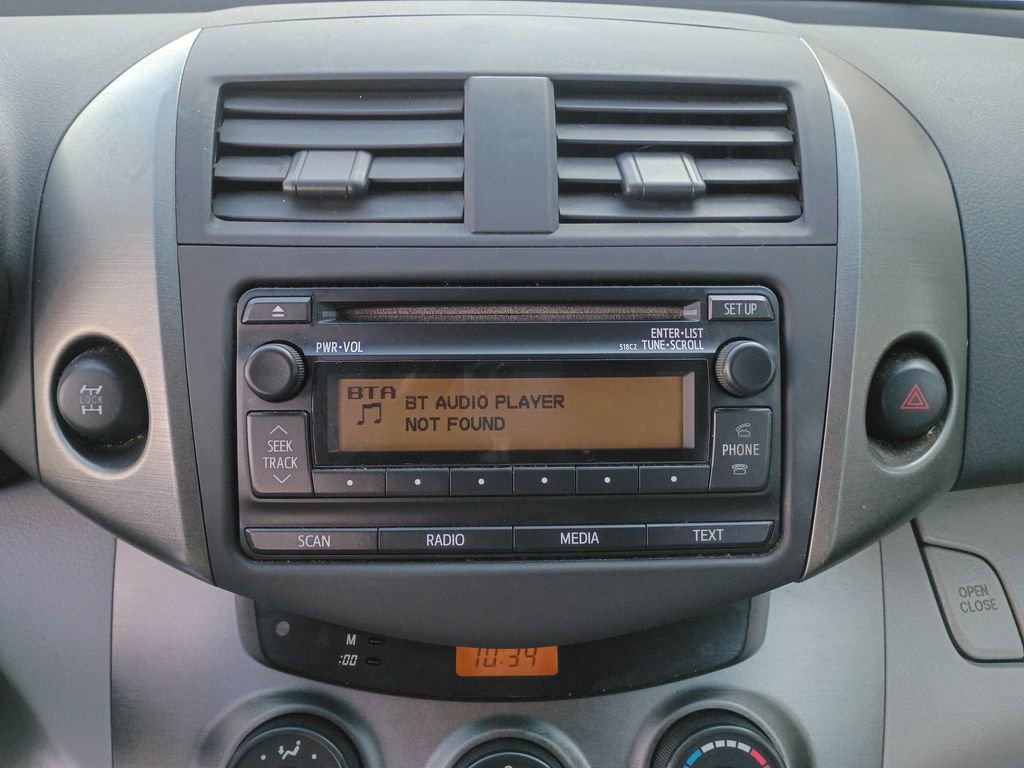 SET UP
PWR•VOL
ENTER•LIST
518C2 TUNE•SCROLL
BTA
BT AUDIO PLAYER
NOT FOUND
LOCK
SEEK
TRACK
PHONE
SCAN
RADIO
MEDIA
TEXT
OPEN
CLOSE
M
:00
10:39